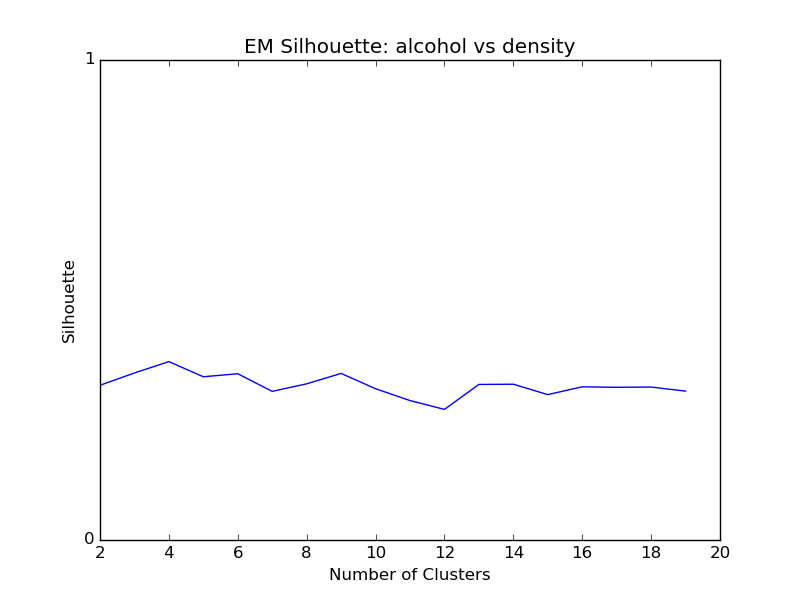 EM Silhouette: alcohol vs density
1
Silhouette
0
2 4 6 8 10 12 14 16 18 20
Number of Clusters